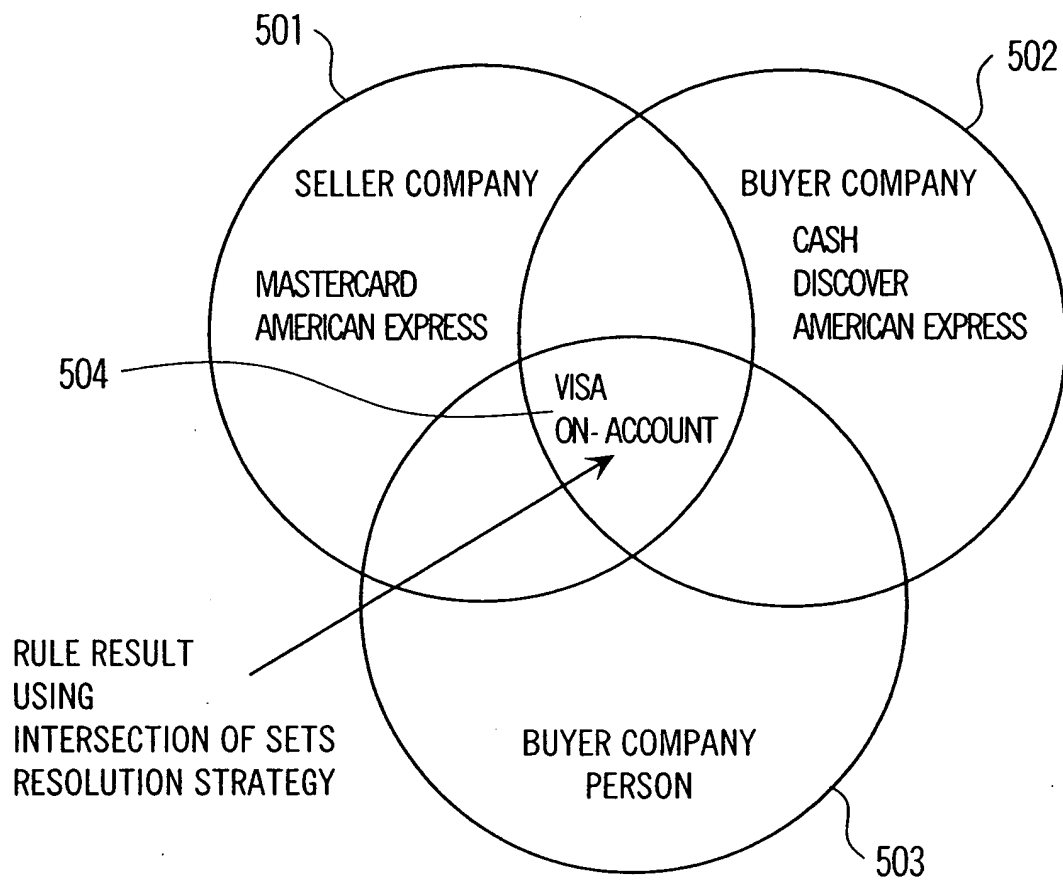 501
502
SELLER COMPANY
BUYER COMPANY
CASH
DISCOVER
AMERICAN EXPRESS
MASTERCARD
AMERICAN EXPRESS
504
VISA
ON-ACCOUNT
RULE RESULT
USING
INTERSECTION OF SETS
RESOLUTION STRATEGY
BUYER COMPANY
PERSON
503